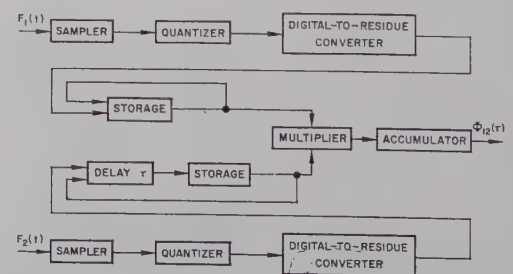 F₁(t)
SAMPLER
QUANTIZER
DIGITAL-TO-RESIDUE
CONVERTER
STORAGE
MULTIPLIER
ACCUMULATOR
Φ₁₂(τ)
DELAY τ
STORAGE
F₂(t)
SAMPLER
QUANTIZER
DIGITAL-TO-RESIDUE
CONVERTER